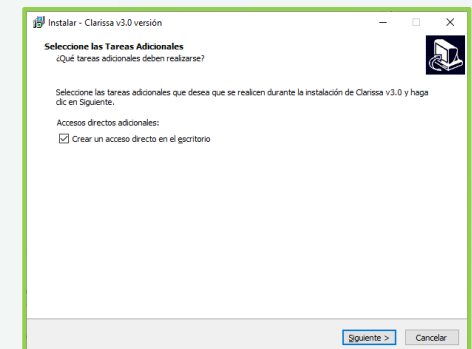 Instalar - Clarissa v3.0 versión
Seleccione las Tareas Adicionales
¿Qué tareas adicionales deben realizarse?
Seleccione las tareas adicionales que desea que se realicen durante la instalación de Clarissa v3.0 y haga
clic en Siguiente.
Accesos directos adicionales:
Crear un acceso directo en el escritorio
Siguiente >
Cancelar